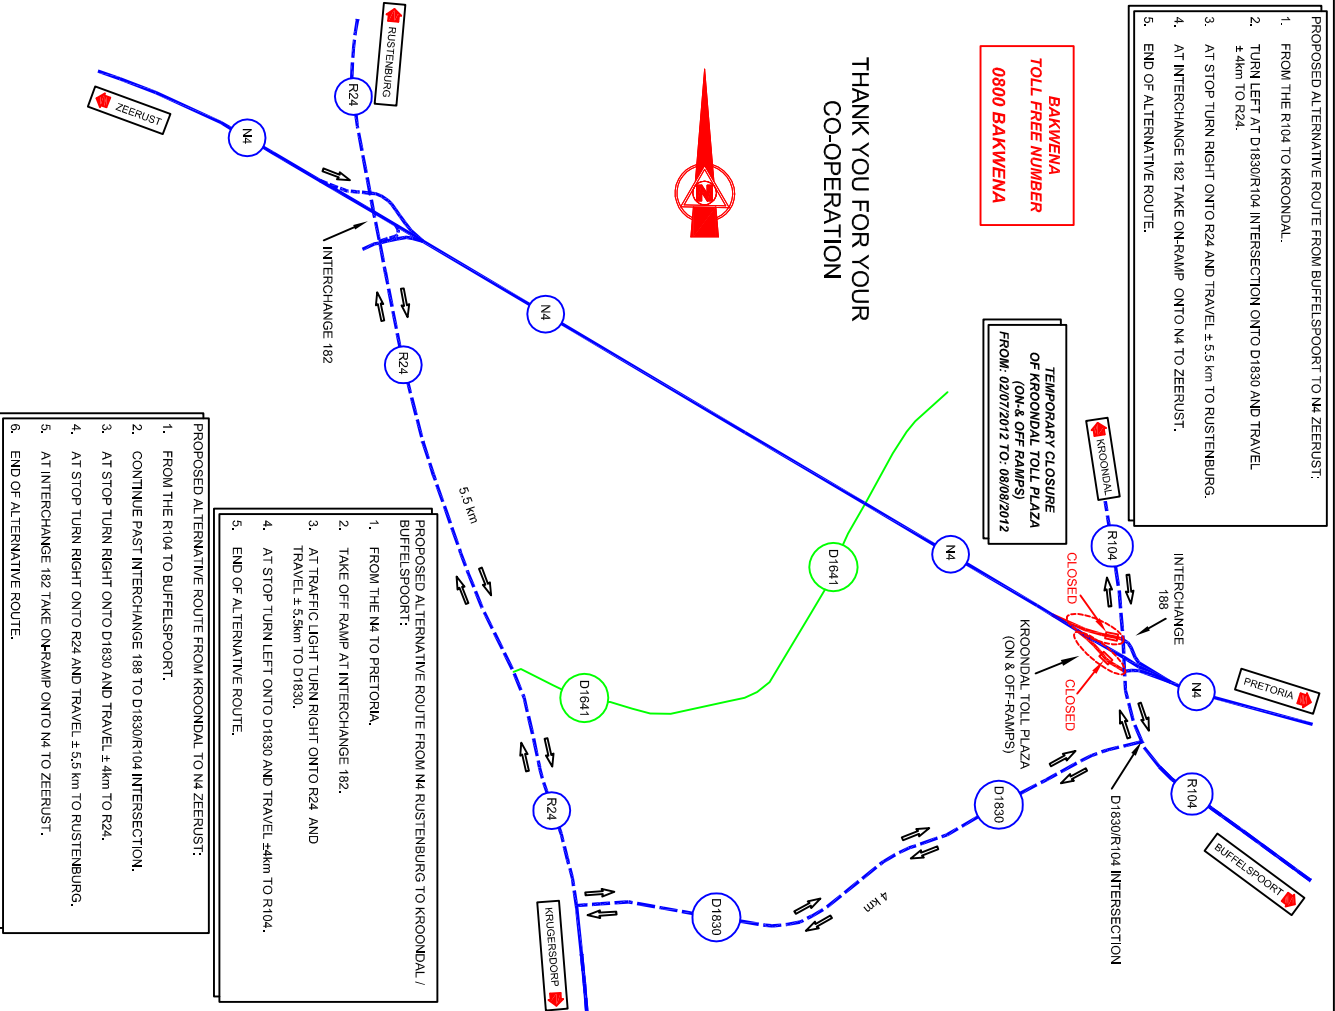 PROPOSED ALTERNATIVE ROUTE FROM BUFFELSPOORT TO N4 ZEERUST:
1. FROM THE R104 TO KROONDAL.
2. TURN LEFT AT D1830/R104 INTERSECTION ONTO D1830 AND TRAVEL
± 4km TO R24.
3. AT STOP TURN RIGHT ONTO R24 AND TRAVEL ± 5.5 km TO RUSTENBURG.
4. AT INTERCHANGE 182 TAKE ON-RAMP ONTO N4 TO ZEERUST.
5. END OF ALTERNATIVE ROUTE.
BAKWENA
TOLL FREE NUMBER
0800 BAKWENA
THANK YOU FOR YOUR
CO-OPERATION
N
TEMPORARY CLOSURE
OF KROONDAL TOLL PLAZA
(ON-& OFF RAMPS)
FROM: 02/07/2012 TO: 08/08/2012
KROONDAL
R104
INTERCHANGE
188
CLOSED
CLOSED
KROONDAL TOLL PLAZA
(ON & OFF-RAMPS)
PRETORIA
N4
R104
BUFFELSPOORT
D1830/R104 INTERSECTION
D1830
4 km
D1830
N4
D1641
D1641
N4
RUSTENBURG
R24
ZEERUST
N4
INTERCHANGE 182
R24
5,5 km
R24
KRUGERSDORP
PROPOSED ALTERNATIVE ROUTE FROM N4 RUSTENBURG TO KROONDAL /
BUFFELSPOORT:
1. FROM THE N4 TO PRETORIA,
2. TAKE OFF RAMP AT INTERCHANGE 182.
3. AT TRAFFIC LIGHT TURN RIGHT ONTO R24 AND
TRAVEL ± 5.5km TO D1830.
4. AT STOP TURN LEFT ONTO D1830 AND TRAVEL ±4km TO R104.
5. END OF ALTERNATIVE ROUTE.
PROPOSED ALTERNATIVE ROUTE FROM KROONDAL TO N4 ZEERUST:
1. FROM THE R104 TO BUFFELSPOORT.
2. CONTINUE PAST INTERCHANGE 188 TO D1830/R104 INTERSECTION.
3. AT STOP TURN RIGHT ONTO D1830 AND TRAVEL ± 4km TO R24.
4. AT STOP TURN RIGHT ONTO R24 AND TRAVEL ± 5.5 km TO RUSTENBURG.
5. AT INTERCHANGE 182 TAKE ON-RAMP ONTO N4 TO ZEERUST.
6. END OF ALTERNATIVE ROUTE.